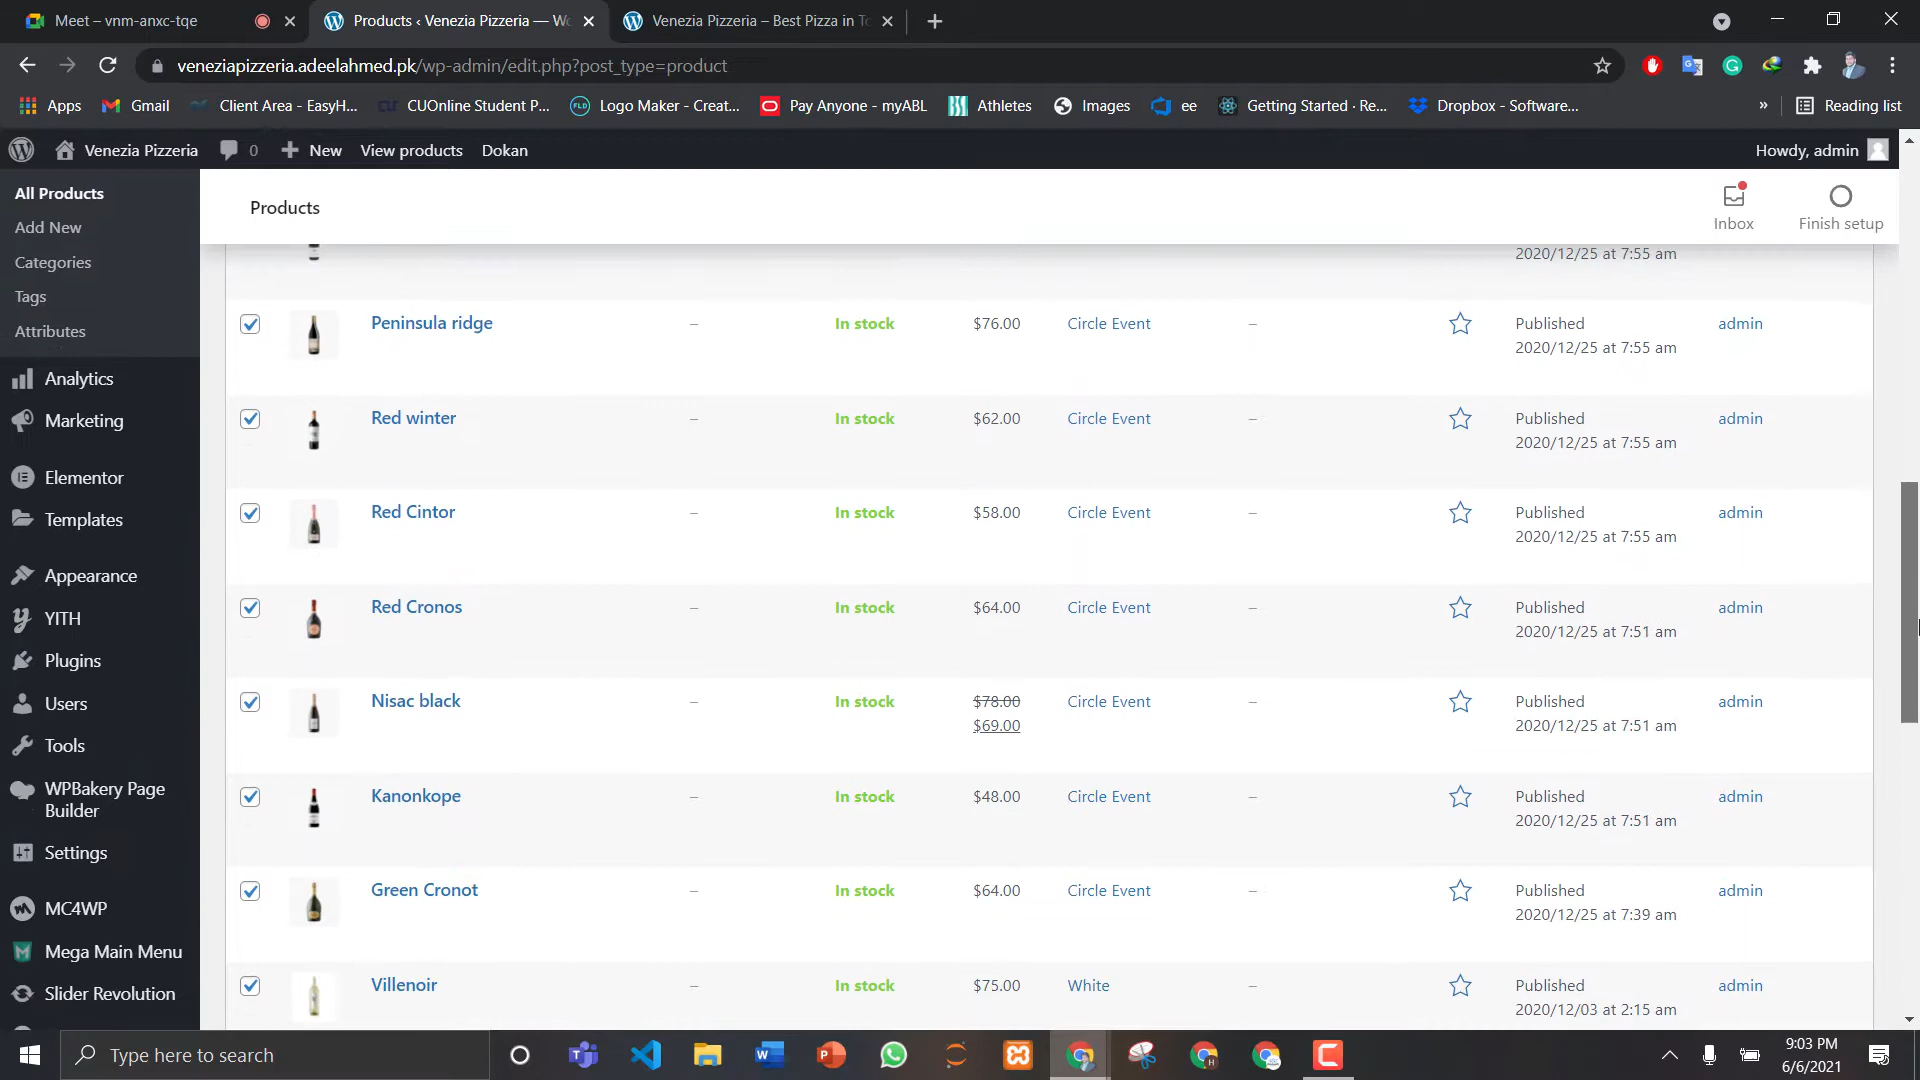 Meet – vnm-anxc-tqe
Products ‹ Venezia Pizzeria — Wo
Venezia Pizzeria – Best Pizza in To
veneziapizzeria.adeelahmed.pk/wp-admin/edit.php?post_type=product
Apps Gmail Client Area - EasyH... CUOnline Student P... Logo Maker - Creat... Pay Anyone - myABL Athletes Images ee Getting Started · Re... Dropbox - Software... » Reading list
Venezia Pizzeria 0 New View products Dokan Howdy, admin
All Products
Add New
Categories
Tags
Attributes
Analytics
Marketing
Elementor
Templates
Appearance
YITH
Plugins
Users
Tools
WPBakery Page
Builder
Settings
MC4WP
Mega Main Menu
Slider Revolution
Products
Inbox
Finish setup
2020/12/25 at 7:55 am
Peninsula ridge – In stock $76.00 Circle Event – Published admin
2020/12/25 at 7:55 am
Red winter – In stock $62.00 Circle Event – Published admin
2020/12/25 at 7:55 am
Red Cintor – In stock $58.00 Circle Event – Published admin
2020/12/25 at 7:55 am
Red Cronos – In stock $64.00 Circle Event – Published admin
2020/12/25 at 7:51 am
Nisac black – In stock $78.00 Circle Event – Published admin
$69.00 2020/12/25 at 7:51 am
Kanonkope – In stock $48.00 Circle Event – Published admin
2020/12/25 at 7:51 am
Green Cronot – In stock $64.00 Circle Event – Published admin
2020/12/25 at 7:39 am
Villenoir – In stock $75.00 White – Published admin
2020/12/03 at 2:15 am
Type here to search
9:03 PM
6/6/2021